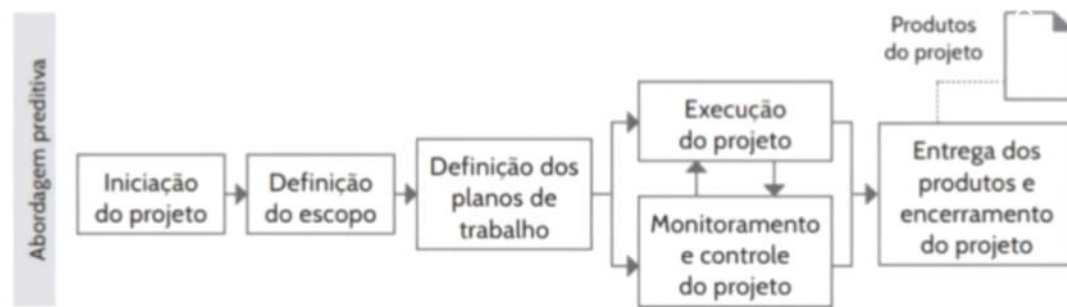 Abordagem preditiva
Iniciação
do projeto
Definição
do escopo
Definição dos
planos de
trabalho
Execução
do projeto
Monitoramento
e controle
do projeto
Produtos
do projeto
Entrega dos
produtos e
encerramento
do projeto